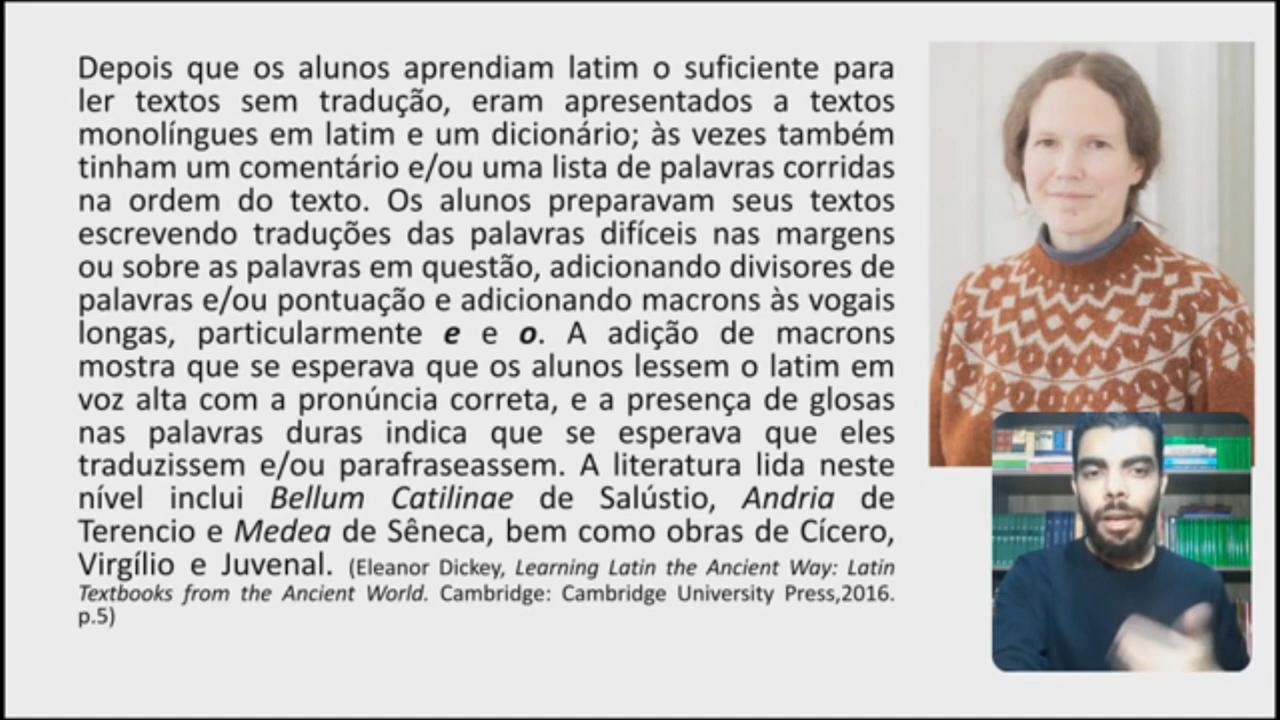 Depois que os alunos aprendiam latim o suficiente para
ler textos sem tradução, eram apresentados a textos
monolíngues em latim e um dicionário; às vezes também
tinham um comentário e/ou uma lista de palavras corridas
na ordem do texto. Os alunos preparavam seus textos
escrevendo traduções das palavras difíceis nas margens
ou sobre as palavras em questão, adicionando divisores de
palavras e/ou pontuação e adicionando macrons às vogais
longas, particularmente e e o. A adição de macrons
mostra que se esperava que os alunos lessem o latim em
voz alta com a pronúncia correta, e a presença de glosas
nas palavras duras indica que se esperava que eles
traduzissem e/ou parafraseassem. A literatura lida neste
nível inclui Bellum Catilinae de Salústio, Andria de
Terencio e Medea de Sêneca, bem como obras de Cícero,
Virgílio e Juvenal. (Eleanor Dickey, Learning Latin the Ancient Way: Latin
Textbooks from the Ancient World. Cambridge: Cambridge University Press,2016.
p.5)